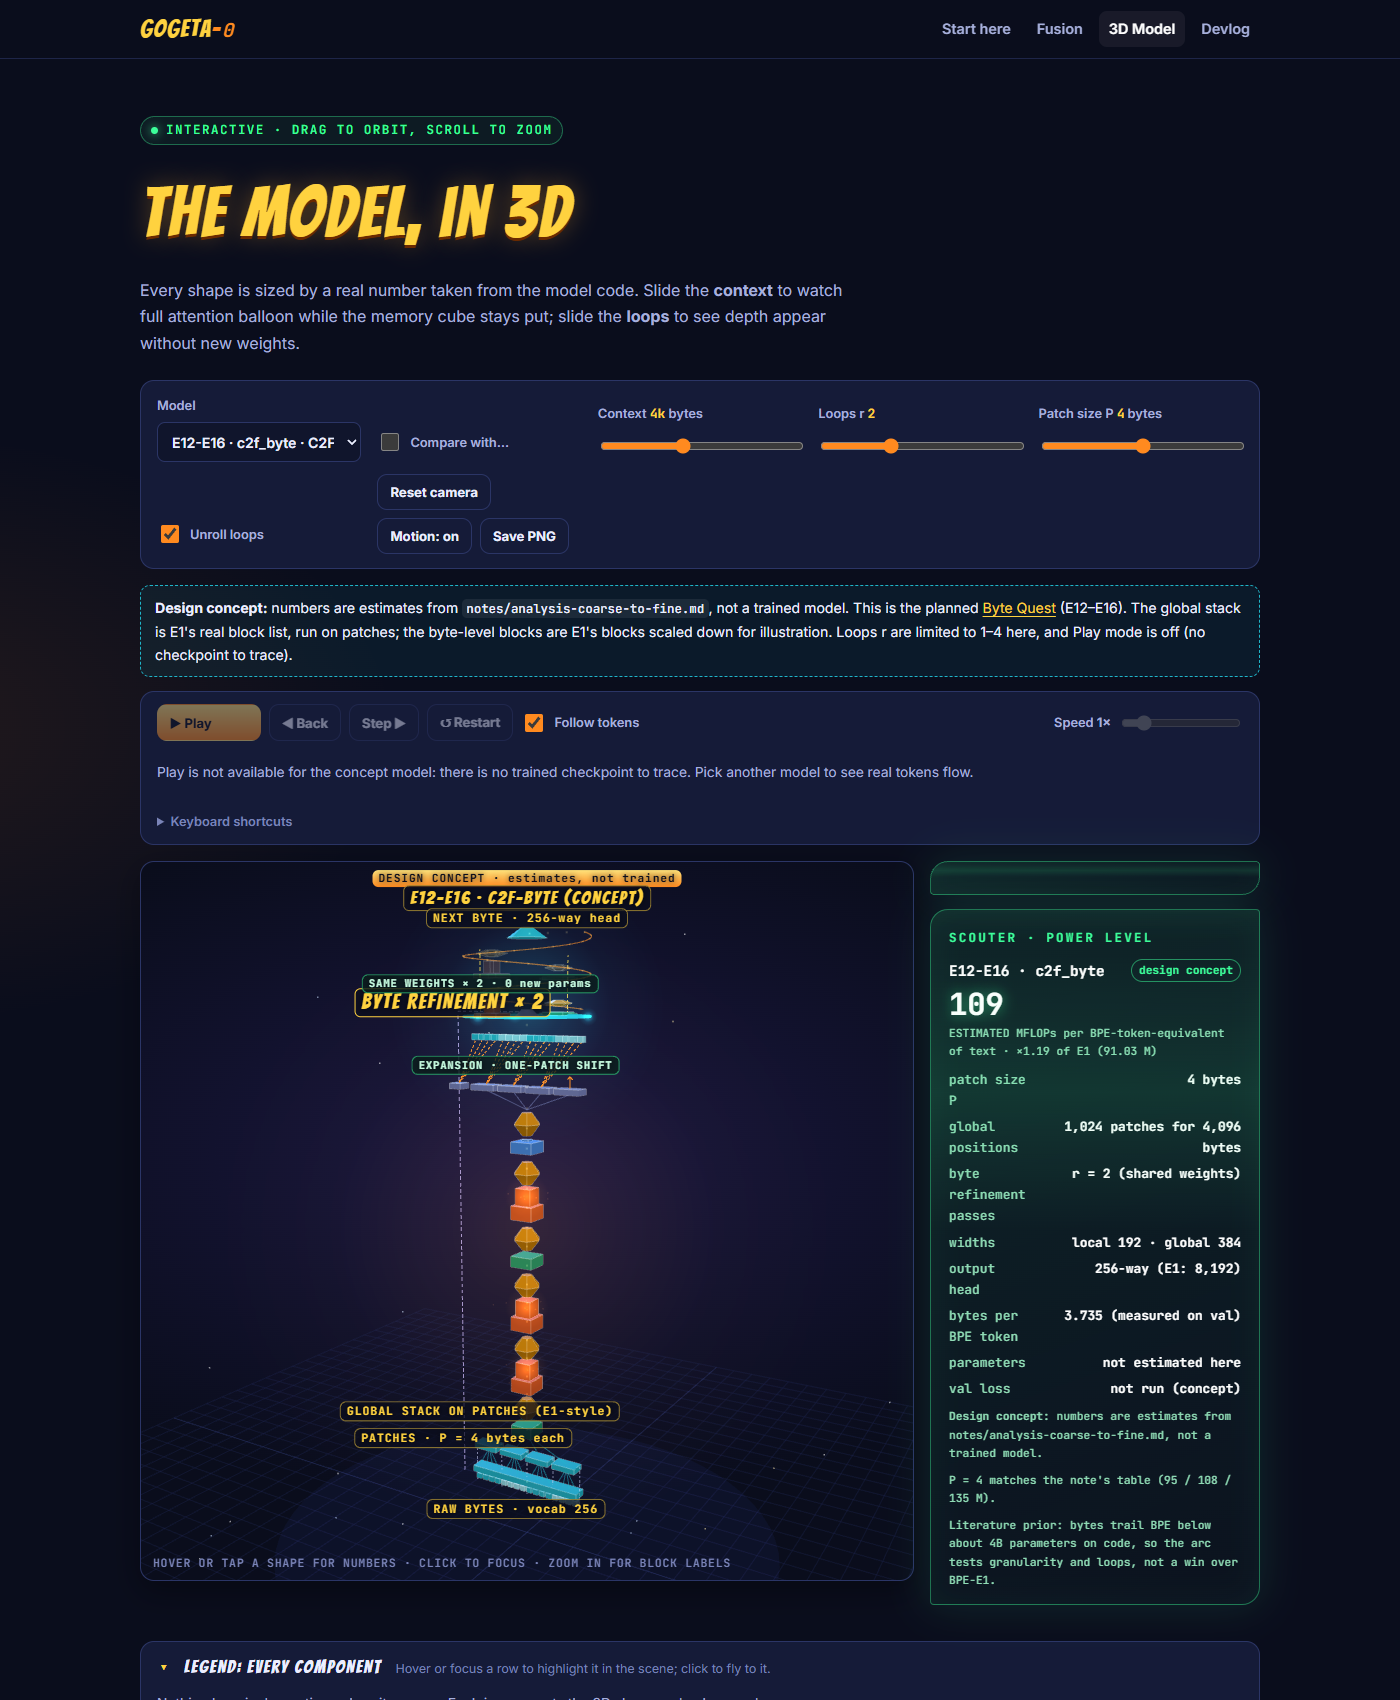 GOGETA-0
Start here
Fusion
3D Model
Devlog
INTERACTIVE · DRAG TO ORBIT, SCROLL TO ZOOM
THE MODEL, IN 3D
Every shape is sized by a real number taken from the model code. Slide the context to watch
full attention balloon while the memory cube stays put; slide the loops to see depth appear
without new weights.
Model
E12-E16 · c2f_byte · C2F
Compare with...
Context 4k bytes
Loops r 2
Patch size P 4 bytes
Reset camera
Unroll loops
Motion: on
Save PNG
Design concept: numbers are estimates from notes/analysis-coarse-to-fine.md, not a trained model. This is the planned Byte Quest (E12–E16). The global stack
is E1's real block list, run on patches; the byte-level blocks are E1's blocks scaled down for illustration. Loops r are limited to 1–4 here, and Play mode is off (no
checkpoint to trace).
▶ Play
◀ Back
Step ▶
↺ Restart
Follow tokens
Speed 1×
Play is not available for the concept model: there is no trained checkpoint to trace. Pick another model to see real tokens flow.
▶ Keyboard shortcuts
DESIGN CONCEPT · estimates, not trained
E12-E16 · C2F-BYTE (CONCEPT)
NEXT BYTE · 256-way head
SAME WEIGHTS × 2 · 0 new params
BYTE REFINEMENT × 2
EXPANSION · ONE-PATCH SHIFT
GLOBAL STACK ON PATCHES (E1-style)
PATCHES · P = 4 bytes each
RAW BYTES · vocab 256
HOVER OR TAP A SHAPE FOR NUMBERS · CLICK TO FOCUS · ZOOM IN FOR BLOCK LABELS
SCOUTER · POWER LEVEL
E12-E16 · c2f_byte
design concept
109
ESTIMATED MFLOPs per BPE-token-equivalent
of text · ×1.19 of E1 (91.03 M)
patch size P
4 bytes
global positions
1,024 patches for 4,096 bytes
byte refinement passes
r = 2 (shared weights)
widths
local 192 · global 384
output head
256-way (E1: 8,192)
bytes per BPE token
3.735 (measured on val)
parameters
not estimated here
val loss
not run (concept)
Design concept: numbers are estimates from
notes/analysis-coarse-to-fine.md, not a
trained model.
P = 4 matches the note's table (95 / 108 /
135 M).
Literature prior: bytes trail BPE below
about 4B parameters on code, so the arc
tests granularity and loops, not a win over
BPE-E1.
▼ LEGEND: EVERY COMPONENT
Hover or focus a row to highlight it in the scene; click to fly to it.